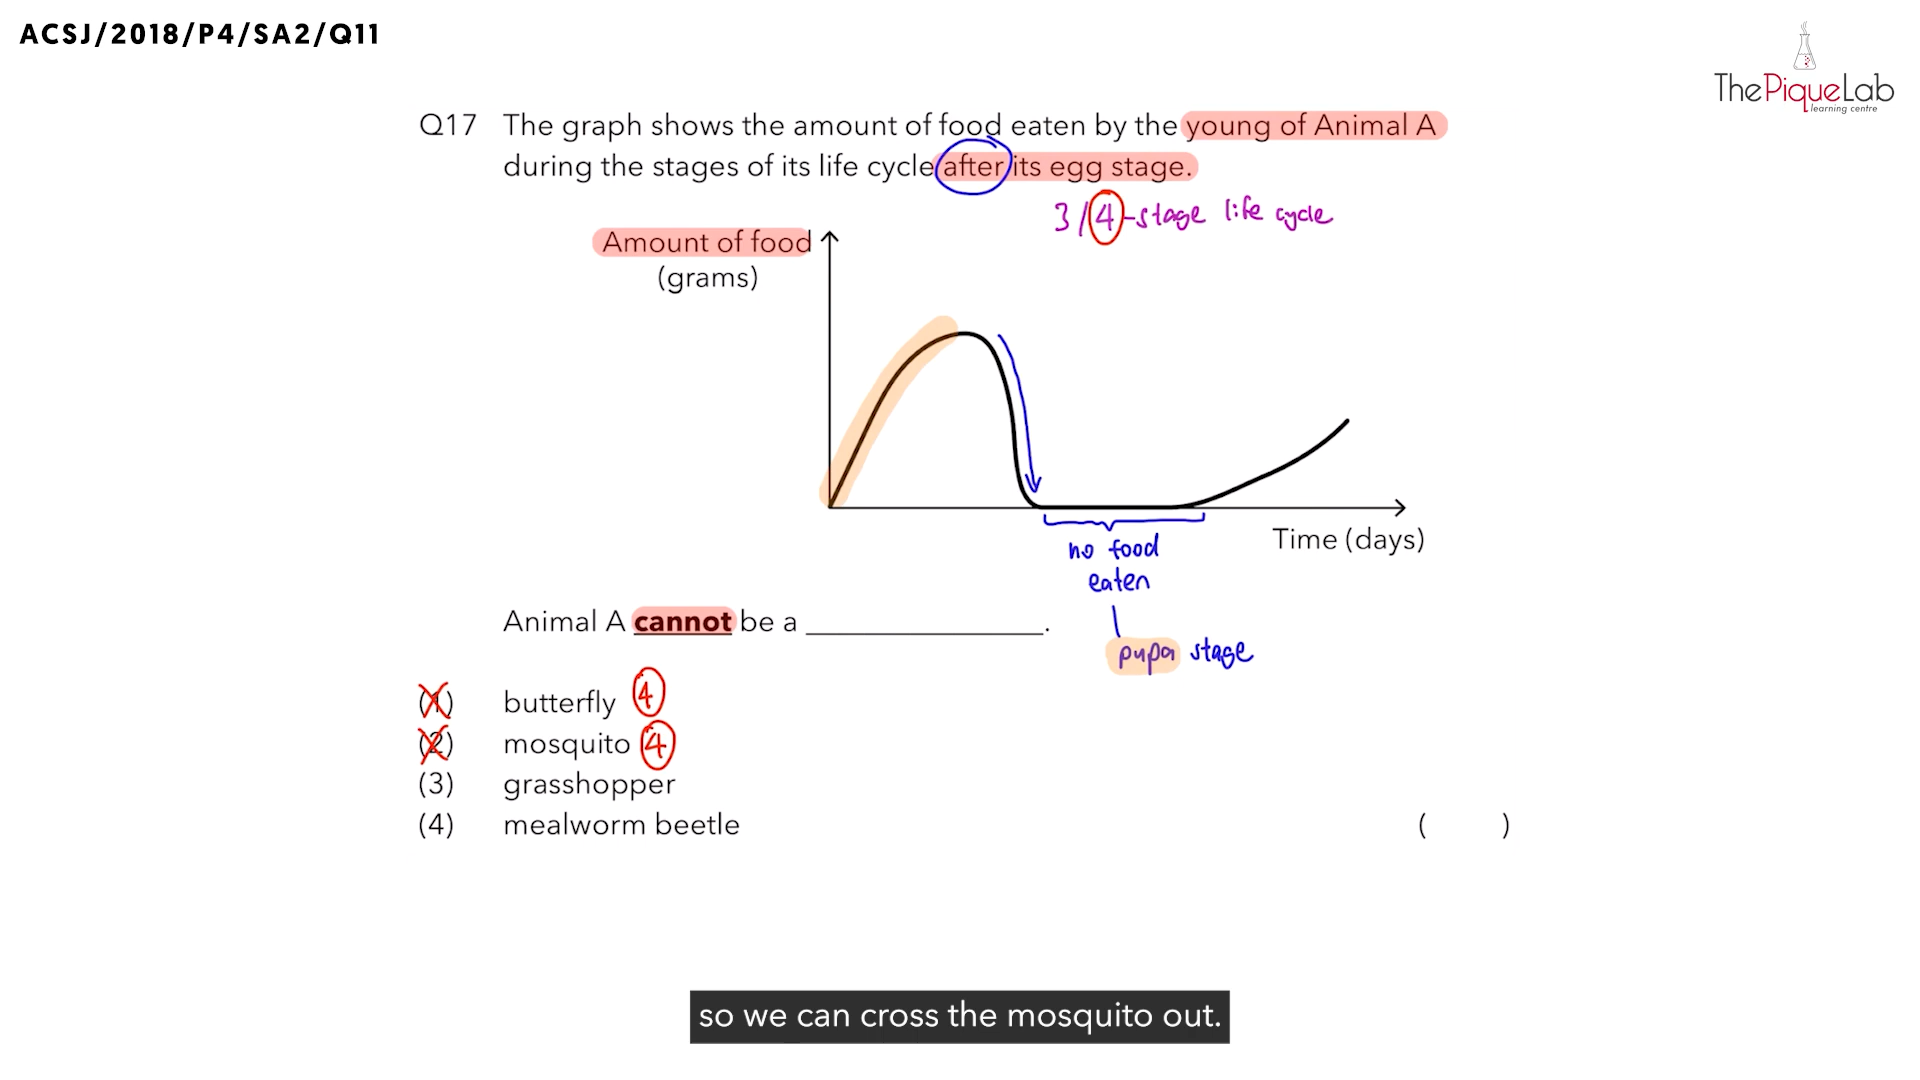 ACSJ/2018/P4/SA2/Q11
ThePiqueLab
learning centre
Q17 The graph shows the amount of food eaten by the young of Animal A
during the stages of its life cycle after its egg stage.
3/4-stage life cycle
Amount of food
(grams)
Time (days)
no food
eaten
pupa stage
Animal A cannot be a ____________________.
(1) butterfly 4
(2) mosquito 4
(3) grasshopper
(4) mealworm beetle ( )
so we can cross the mosquito out.